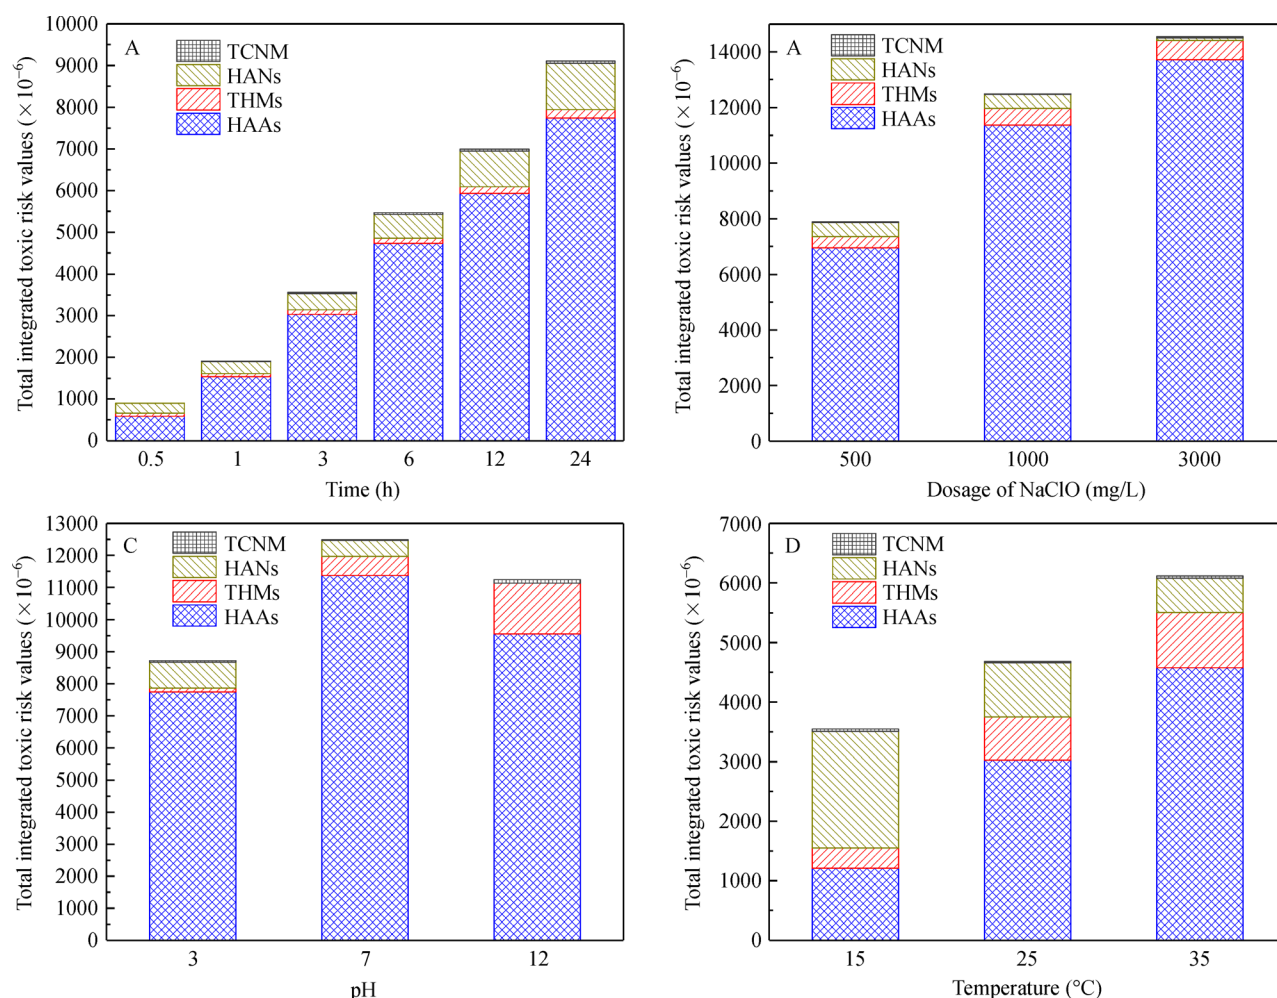 A
TCNM
HANs
THMs
HAAs
Total integrated toxic risk values (×10⁻⁶)
10000
9000
8000
7000
6000
5000
4000
3000
2000
1000
0
0.5 1 3 6 12 24
Time (h)
A
TCNM
HANs
THMs
HAAs
Total integrated toxic risk values (×10⁻⁶)
14000
12000
10000
8000
6000
4000
2000
0
500 1000 3000
Dosage of NaClO (mg/L)
C
TCNM
HANs
THMs
HAAs
Total integrated toxic risk values (×10⁻⁶)
13000
12000
11000
10000
9000
8000
7000
6000
5000
4000
3000
2000
1000
0
3 7 12
pH
D
TCNM
HANs
THMs
HAAs
Total integrated toxic risk values (×10⁻⁶)
7000
6000
5000
4000
3000
2000
1000
0
15 25 35
Temperature (°C)